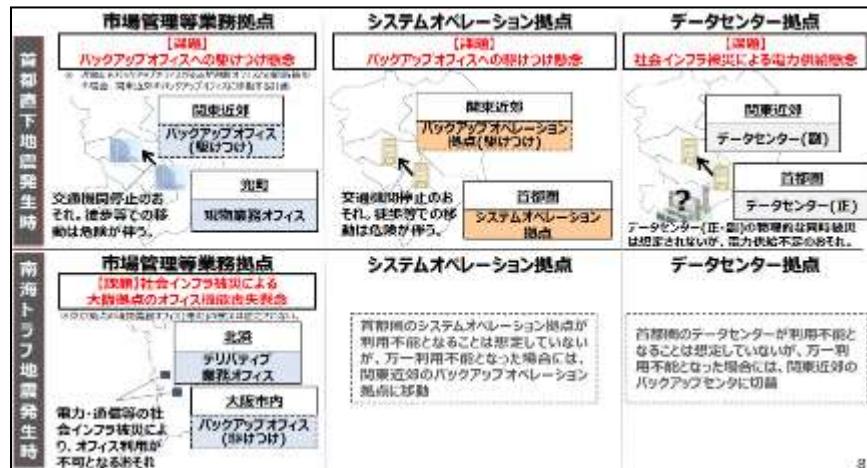 首都直下地震発生時
市場管理等業務拠点
【課題】
バックアップオフィスへの駆けつけ懸念
関東近郊
バックアップオフィス
(駆けつけ)
兜町
現物業務オフィス
交通機関停止のお
それ。徒歩等での移
動は危険が伴う。
システムオペレーション拠点
【課題】
バックアップオフィスへの駆けつけ懸念
関東近郊
バックアップオペレーション
拠点(駆けつけ)
首都圏
システムオペレーション
拠点
交通機関停止のお
それ。徒歩等での移
動は危険が伴う。
データセンター拠点
【課題】
社会インフラ被災による電力供給懸念
関東近郊
データセンター(副)
首都圏
データセンター(正)
?
データセンター(正・副)の物理的な同時被災
は想定されないが、電力供給不足のおそれ。
南海トラフ地震発生時
市場管理等業務拠点
【課題】社会インフラ被災による
大阪拠点のオフィス機能喪失懸念
北浜
デリバティブ
業務オフィス
大阪市内
バックアップオフィス
(駆けつけ)
電力・通信等の社
会インフラ被災によ
り、オフィス利用が
不可となるおそれ
システムオペレーション拠点
首都圏のシステムオペレーション拠点が
利用不能となることは想定していない
が、万一利用不能となった場合には、
関東近郊のバックアップオペレーション
拠点に移動
データセンター拠点
首都圏のデータセンターが利用不能と
なることは想定していないが、万一利
用不能となった場合には、関東近郊の
バックアップセンタに切替